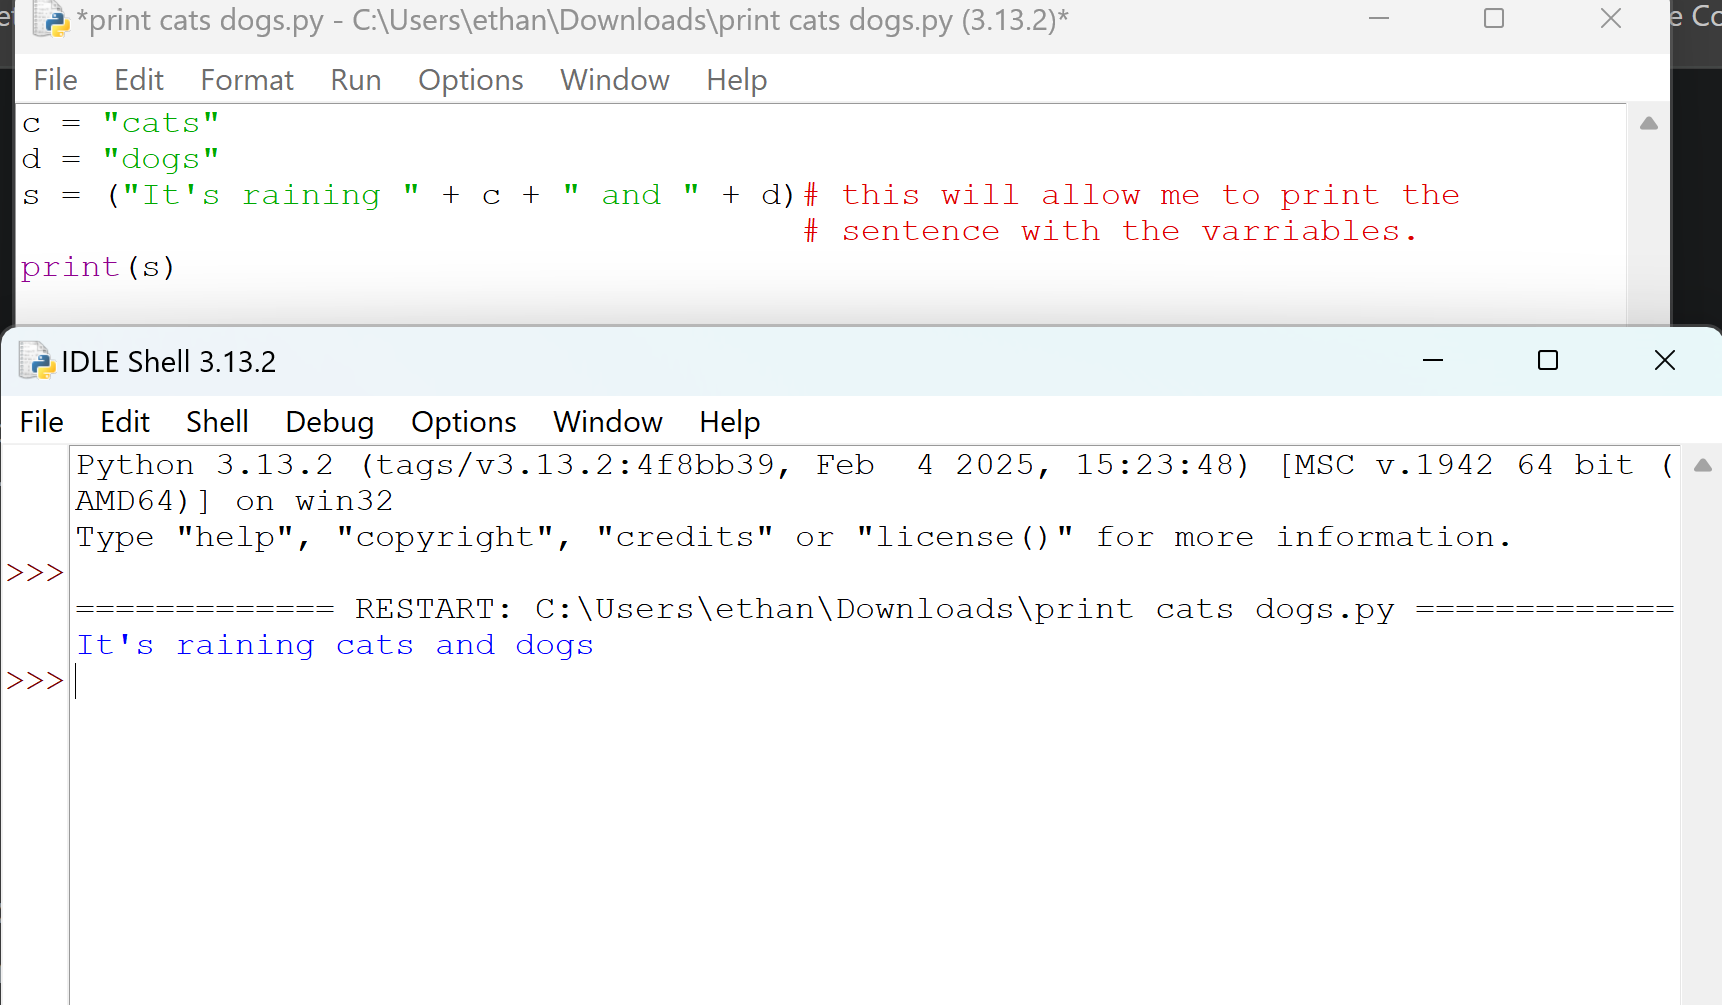 *print cats dogs.py - C:\Users\ethan\Downloads\print cats dogs.py (3.13.2)*
File Edit Format Run Options Window Help
c = "cats"
d = "dogs"
s = ("It's raining " + c + " and " + d)# this will allow me to print the
# sentence with the varriables.
print(s)
IDLE Shell 3.13.2
File Edit Shell Debug Options Window Help
Python 3.13.2 (tags/v3.13.2:4f8bb39, Feb  4 2025, 15:23:48) [MSC v.1942 64 bit (
AMD64)] on win32
Type "help", "copyright", "credits" or "license()" for more information.
>>>
============= RESTART: C:\Users\ethan\Downloads\print cats dogs.py =============
It's raining cats and dogs
>>>